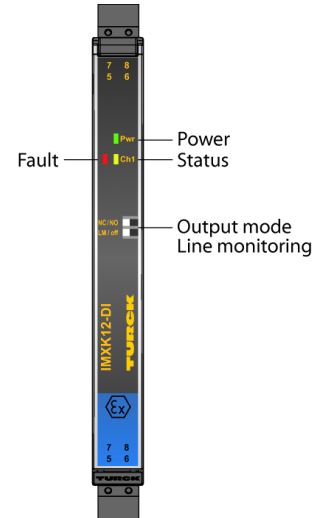 7 8
5 6
Pwr
Power
Fault
Ch1
Status
NC/NO
Output mode
LM/off
Line monitoring
IMXK12-DI
TURCK
Ex
7 8
5 6
TURCK